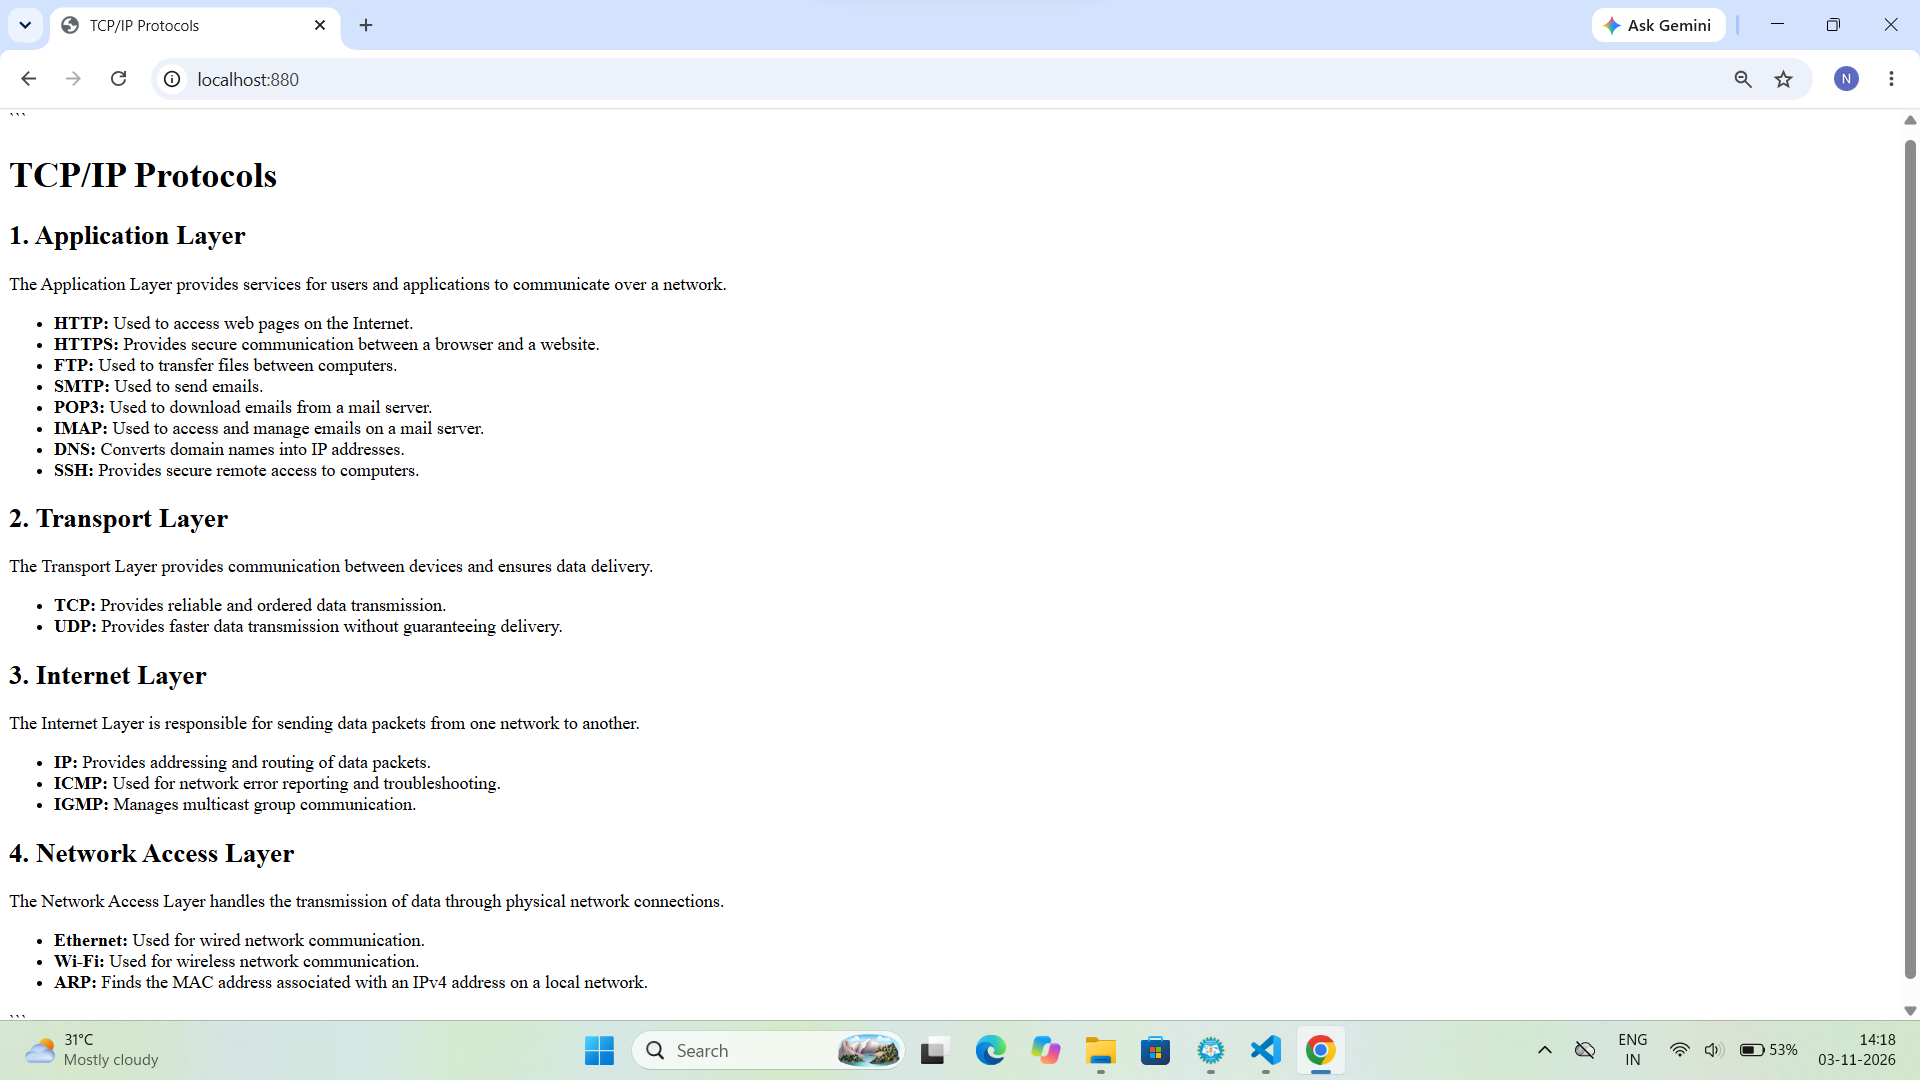 TCP/IP Protocols
Ask Gemini
localhost:880
N
```
TCP/IP Protocols
1. Application Layer
The Application Layer provides services for users and applications to communicate over a network.
• HTTP: Used to access web pages on the Internet.
• HTTPS: Provides secure communication between a browser and a website.
• FTP: Used to transfer files between computers.
• SMTP: Used to send emails.
• POP3: Used to download emails from a mail server.
• IMAP: Used to access and manage emails on a mail server.
• DNS: Converts domain names into IP addresses.
• SSH: Provides secure remote access to computers.
2. Transport Layer
The Transport Layer provides communication between devices and ensures data delivery.
• TCP: Provides reliable and ordered data transmission.
• UDP: Provides faster data transmission without guaranteeing delivery.
3. Internet Layer
The Internet Layer is responsible for sending data packets from one network to another.
• IP: Provides addressing and routing of data packets.
• ICMP: Used for network error reporting and troubleshooting.
• IGMP: Manages multicast group communication.
4. Network Access Layer
The Network Access Layer handles the transmission of data through physical network connections.
• Ethernet: Used for wired network communication.
• Wi-Fi: Used for wireless network communication.
• ARP: Finds the MAC address associated with an IPv4 address on a local network.
```
31°C
Mostly cloudy
Search
ENG
IN
53%
14:18
03-11-2026